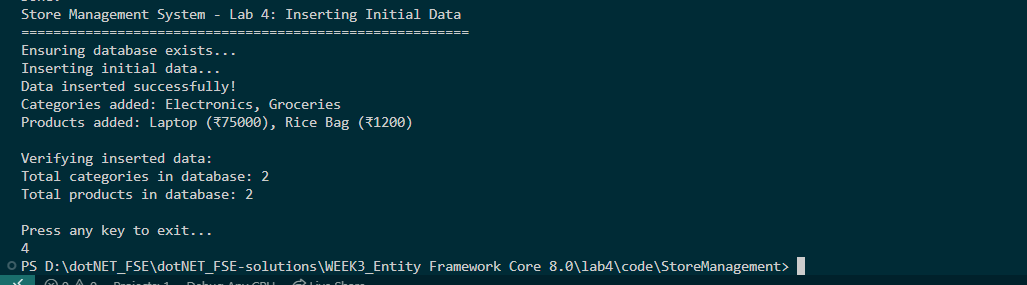 Store Management System - Lab 4: Inserting Initial Data
========================================================
Ensuring database exists...
Inserting initial data...
Data inserted successfully!
Categories added: Electronics, Groceries
Products added: Laptop (₹75000), Rice Bag (₹1200)
Verifying inserted data:
Total categories in database: 2
Total products in database: 2
Press any key to exit...
4
PS D:\dotNET_FSE\dotNET_FSE-solutions\WEEK3_Entity Framework Core 8.0\lab4\code\StoreManagement>